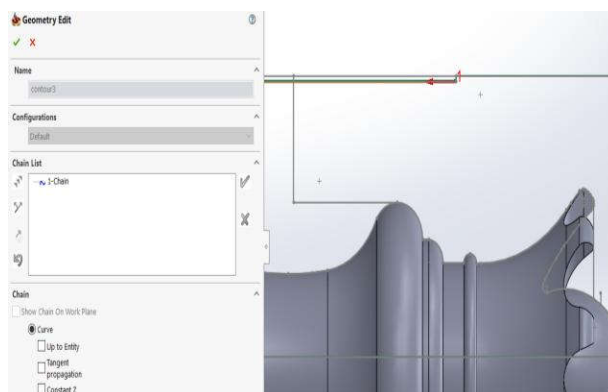 Geometry Edit
Name
contour3
Configurations
Default
Chain List
1-Chain
Chain
Show Chain On Work Plane
Curve
Up to Entity
Tangent
propagation
Constant Z